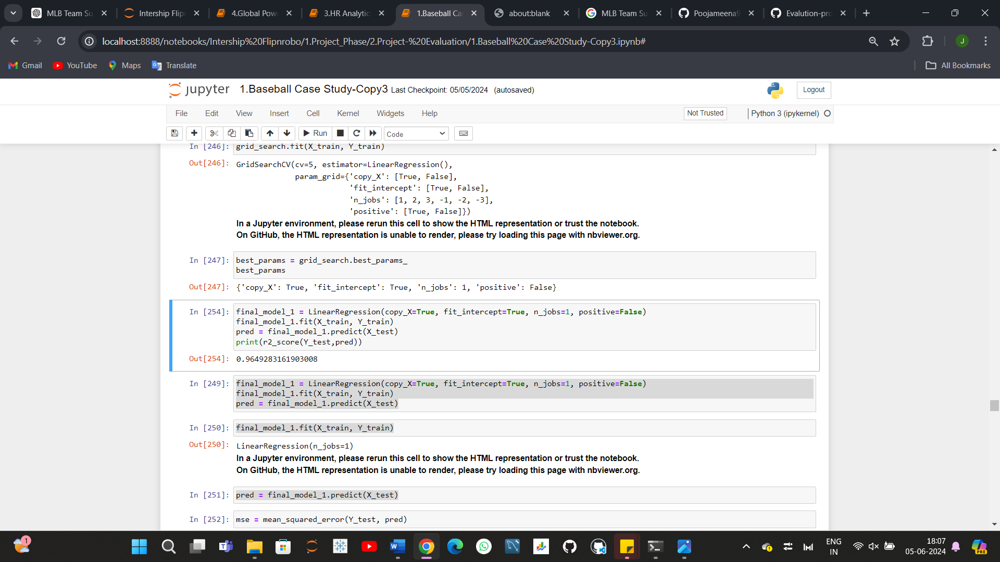 MLB Team Su
Intership Flipr
4.Global Pow
3.HR Analytic
1.Baseball Ca
about:blank
MLB Team Su
Poojameena9
Evalution-pro
localhost:8888/notebooks/Intership%20Flipnrobo/1.Project_Phase/2.Project-%20Evaluation/1.Baseball%20Case%20Study-Copy3.ipynb#
J
Gmail YouTube Maps Translate All Bookmarks
jupyter 1.Baseball Case Study-Copy3 Last Checkpoint: 05/05/2024 (autosaved) Logout
File Edit View Insert Cell Kernel Widgets Help Not Trusted Python 3 (ipykernel)
Run Code
In [246]: grid_search.fit(X_train, Y_train)
Out[246]: GridSearchCV(cv=5, estimator=LinearRegression(),
param_grid={'copy_X': [True, False],
'fit_intercept': [True, False],
'n_jobs': [1, 2, 3, -1, -2, -3],
'positive': [True, False]})
In a Jupyter environment, please rerun this cell to show the HTML representation or trust the notebook.
On GitHub, the HTML representation is unable to render, please try loading this page with nbviewer.org.
In [247]: best_params = grid_search.best_params_
best_params
Out[247]: {'copy_X': True, 'fit_intercept': True, 'n_jobs': 1, 'positive': False}
In [254]: final_model_1 = LinearRegression(copy_X=True, fit_intercept=True, n_jobs=1, positive=False)
final_model_1.fit(X_train, Y_train)
pred = final_model_1.predict(X_test)
print(r2_score(Y_test,pred))
Out[254]: 0.9649283161903008
In [249]: final_model_1 = LinearRegression(copy_X=True, fit_intercept=True, n_jobs=1, positive=False)
final_model_1.fit(X_train, Y_train)
pred = final_model_1.predict(X_test)
In [250]: final_model_1.fit(X_train, Y_train)
Out[250]: LinearRegression(n_jobs=1)
In a Jupyter environment, please rerun this cell to show the HTML representation or trust the notebook.
On GitHub, the HTML representation is unable to render, please try loading this page with nbviewer.org.
In [251]: pred = final_model_1.predict(X_test)
In [252]: mse = mean_squared_error(Y_test, pred)
1
ENG
IN
18:07
05-06-2024
PRE